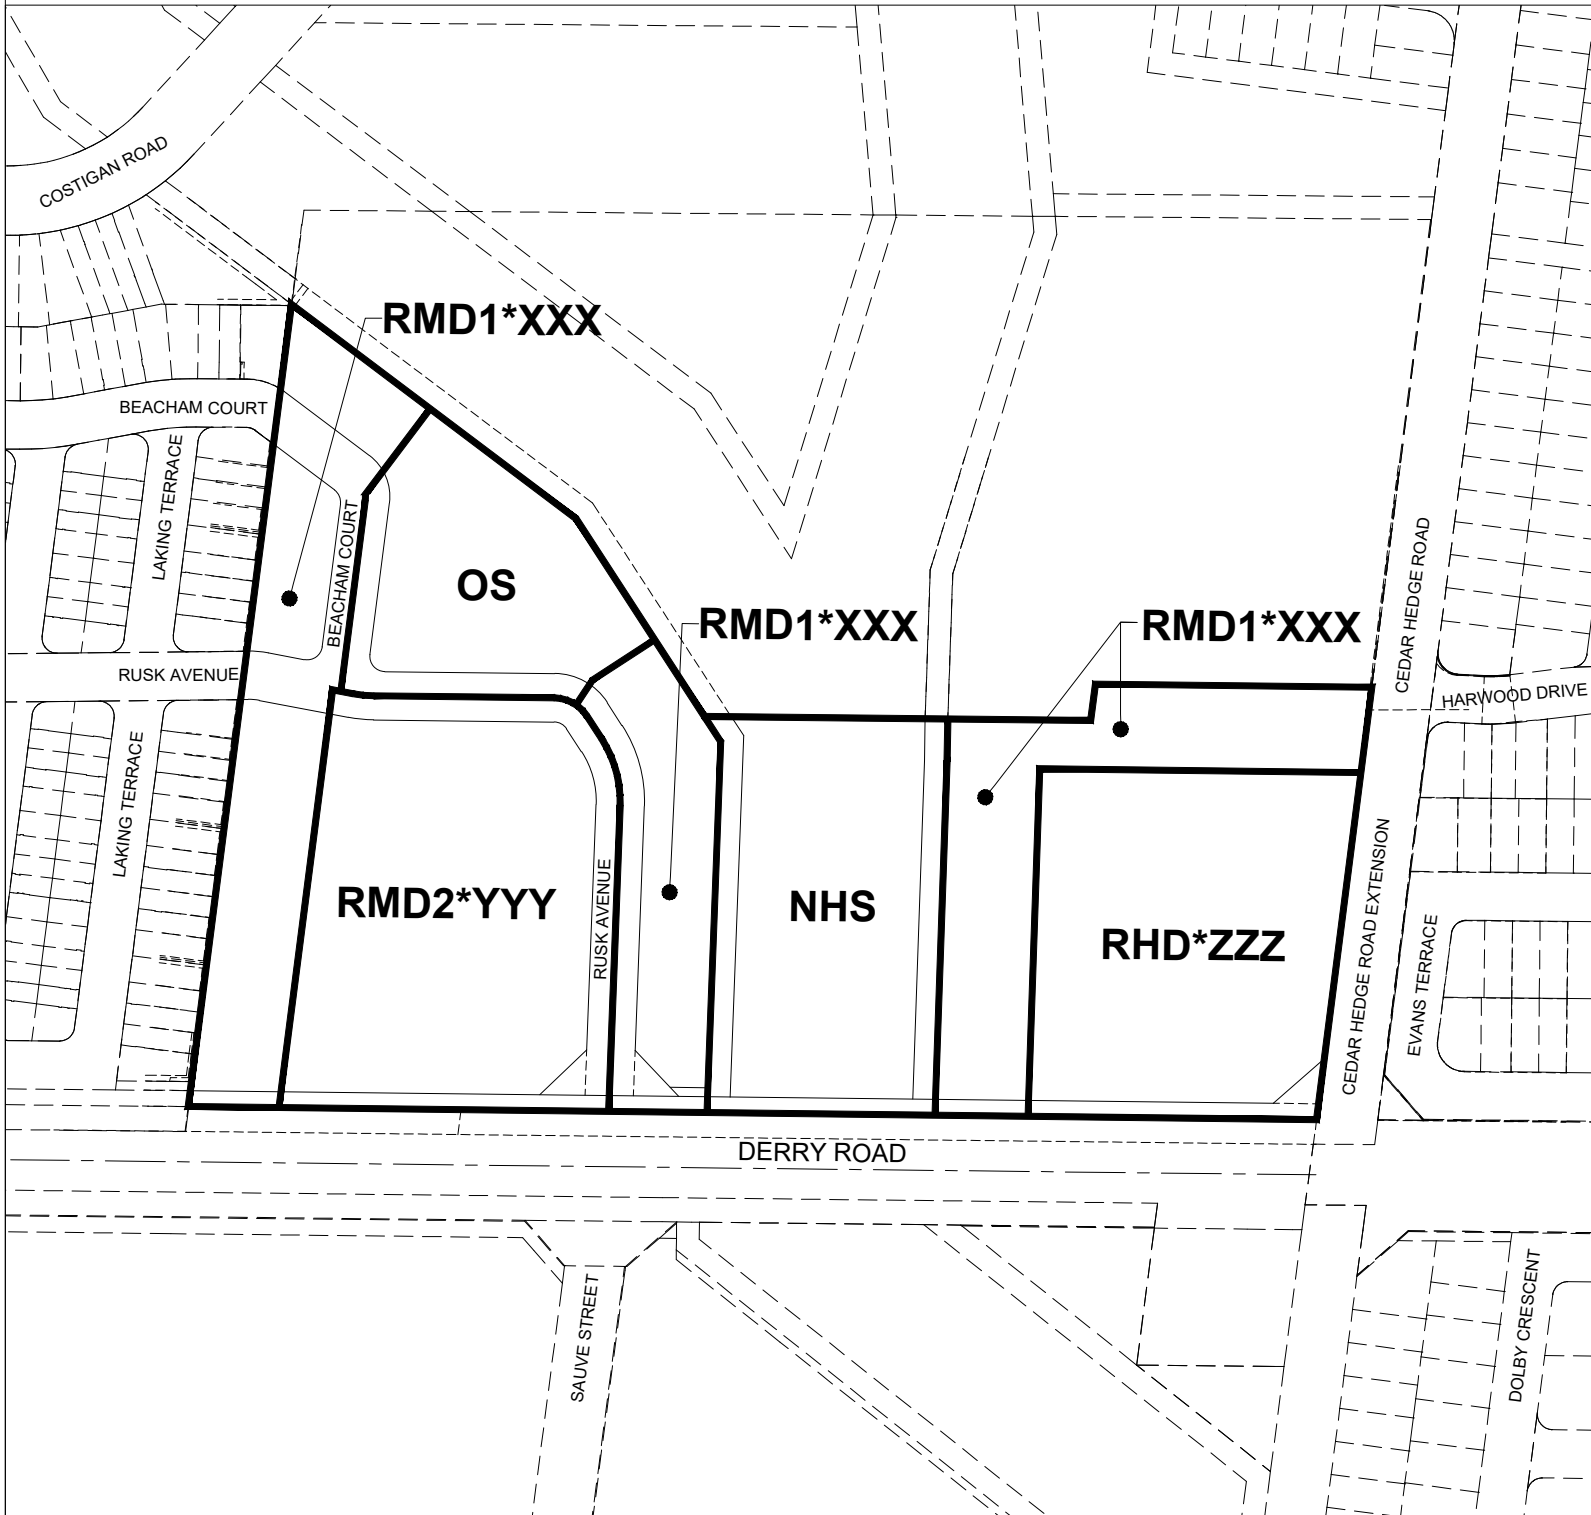 COSTIGAN ROAD
RMD1*XXX
BEACHAM COURT
LAKING TERRACE
BEACHAM COURT
OS
CEDAR HEDGE ROAD
RMD1*XXX
RMD1*XXX
RUSK AVENUE
HARWOOD DRIVE
LAKING TERRACE
RMD2*YYY
RUSK AVENUE
NHS
RHD*ZZZ
CEDAR HEDGE ROAD EXTENSION
EVANS TERRACE
DERRY ROAD
SAUVE STREET
DOLBY CRESCENT